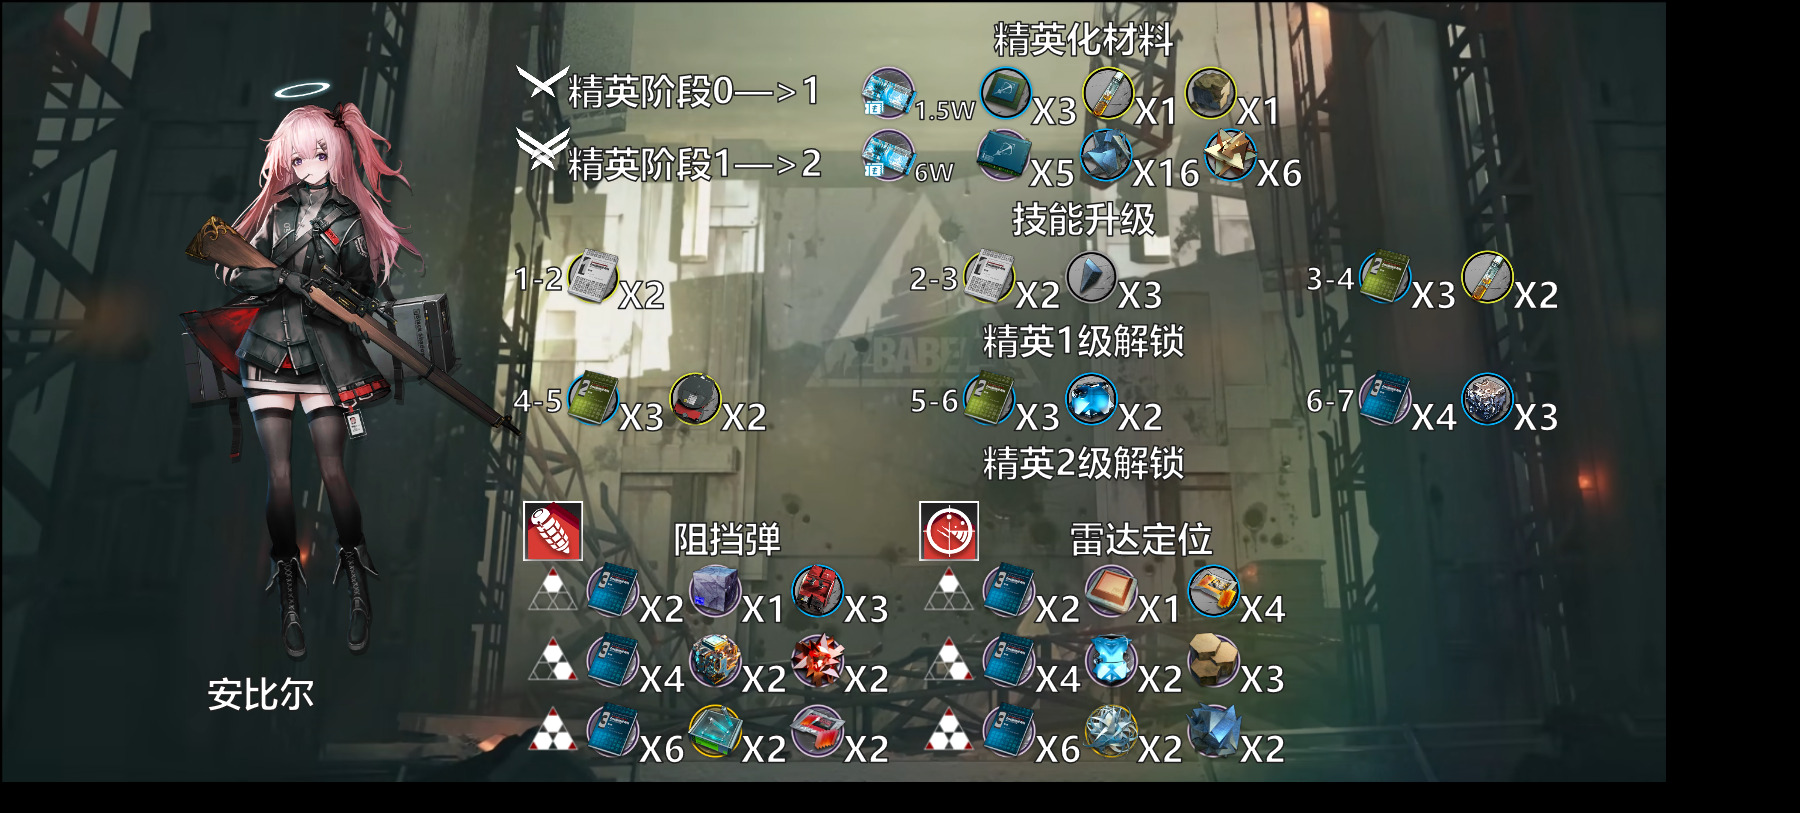 精英化材料
精英阶段0—>1 1.5W X3 X1 X1
精英阶段1—>2 6W X5 X16 X6
技能升级
1-2 X2 2-3 X2 X3 3-4 X3 X2
BABEL
精英1级解锁
4-5 X3 X2 5-6 X3 X2 6-7 X4 X3
精英2级解锁
阻挡弹 雷达定位
X2 X1 X3 X2 X1 X4
X4 X2 X2 X4 X2 X3
安比尔
X6 X2 X2 X6 X2 X2